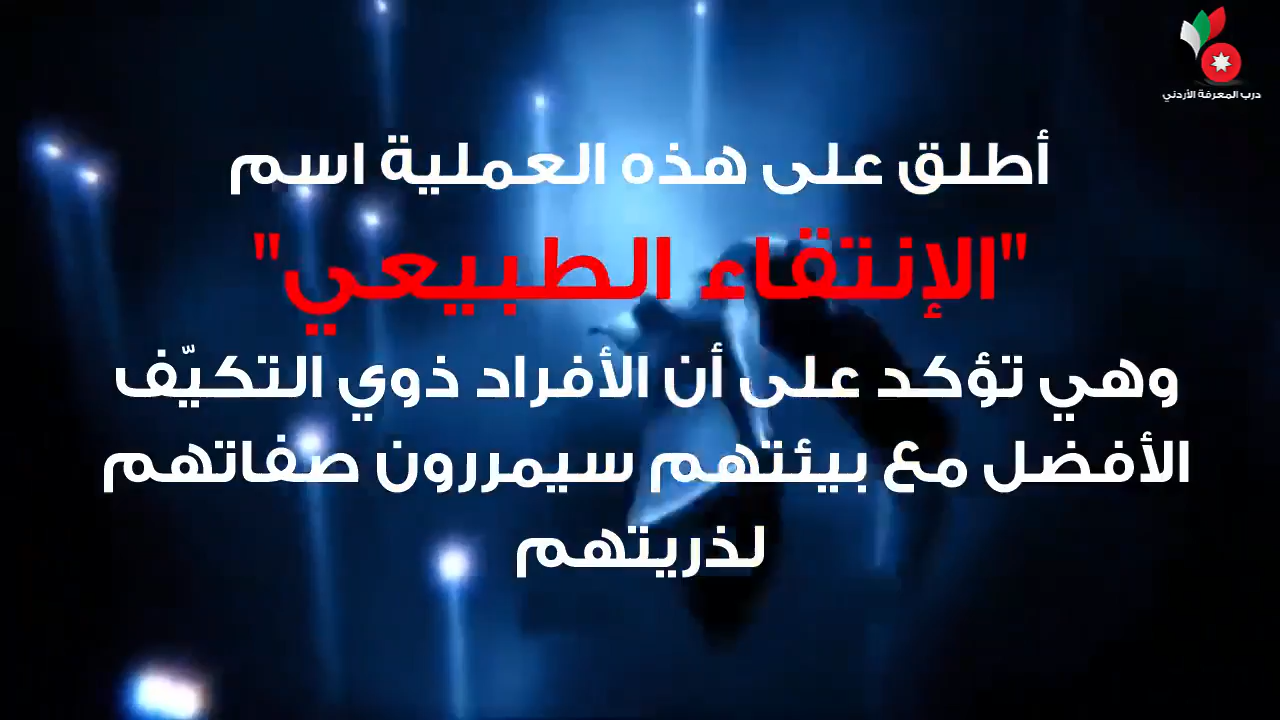 درب المعرفة الأردني
أطلق على هذه العملية اسم
"الإنتقاء الطبيعي"
وهي تؤكد على أن الأفراد ذوي التكيّف
الأفضل مع بيئتهم سيمررون صفاتهم
لذريتهم